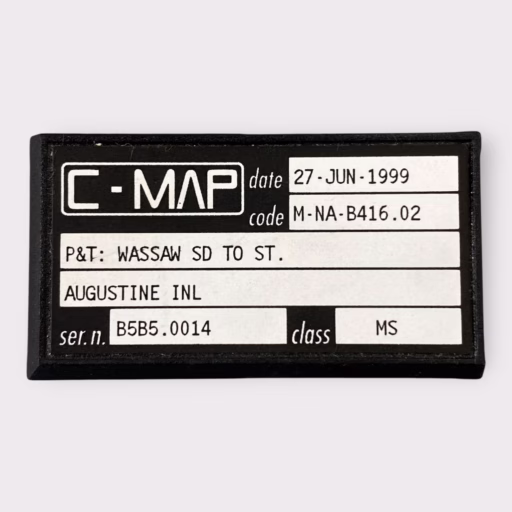 C-MAP date 27-JUN-1999
code M-NA-B416.02
P&T: WASSAW SD TO ST.
AUGUSTINE INL
ser.n. B5B5.0014 class MS